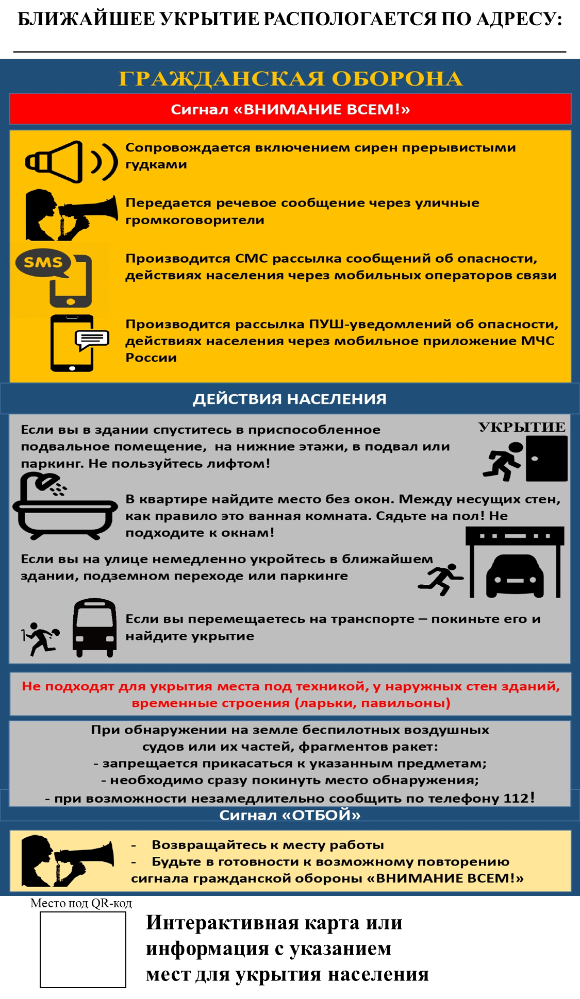 БЛИЖАЙШЕЕ УКРЫТИЕ РАСПОЛОГАЕТСЯ ПО АДРЕСУ:
ГРАЖДАНСКАЯ ОБОРОНА
Сигнал «ВНИМАНИЕ ВСЕМ!»
Сопровождается включением сирен прерывистыми
гудками
Передается речевое сообщение через уличные
громкоговорители
SMS
Производится СМС рассылка сообщений об опасности,
действиях населения через мобильных операторов связи
Производится рассылка ПУШ-уведомлений об опасности,
действиях населения через мобильное приложение МЧС
России
ДЕЙСТВИЯ НАСЕЛЕНИЯ
Если вы в здании спуститесь в приспособленное
подвальное помещение, на нижние этажи, в подвал или
паркинг. Не пользуйтесь лифтом!
УКРЫТИЕ
В квартире найдите место без окон. Между несущих стен,
как правило это ванная комната. Сядьте на пол! Не
подходите к окнам!
Если вы на улице немедленно укройтесь в ближайшем
здании, подземном переходе или паркинге
Если вы перемещаетесь на транспорте – покиньте его и
найдите укрытие
Не подходят для укрытия места под техникой, у наружных стен зданий,
временные строения (ларьки, павильоны)
При обнаружении на земле беспилотных воздушных
судов или их частей, фрагментов ракет:
- запрещается прикасаться к указанным предметам;
- необходимо сразу покинуть место обнаружения;
- при возможности незамедлительно сообщить по телефону 112!
Сигнал «ОТБОЙ»
- Возвращайтесь к месту работы
- Будьте в готовности к возможному повторению
сигнала гражданской обороны «ВНИМАНИЕ ВСЕМ!»
Место под QR-код
Интерактивная карта или
информация с указанием
мест для укрытия населения